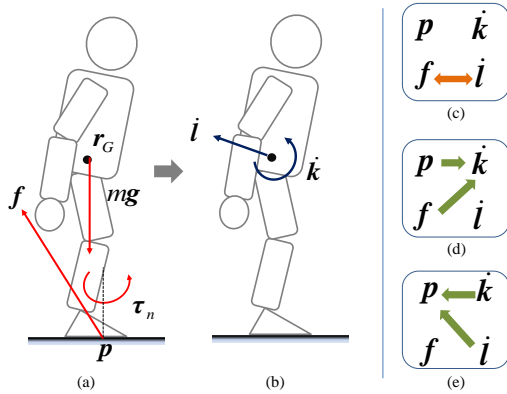 r_G
f
mg
τ_n
p
(a)
l̇
k̇
(b)
p k̇
f l̇
(c)
p k̇
f l̇
(d)
p k̇
f l̇
(e)